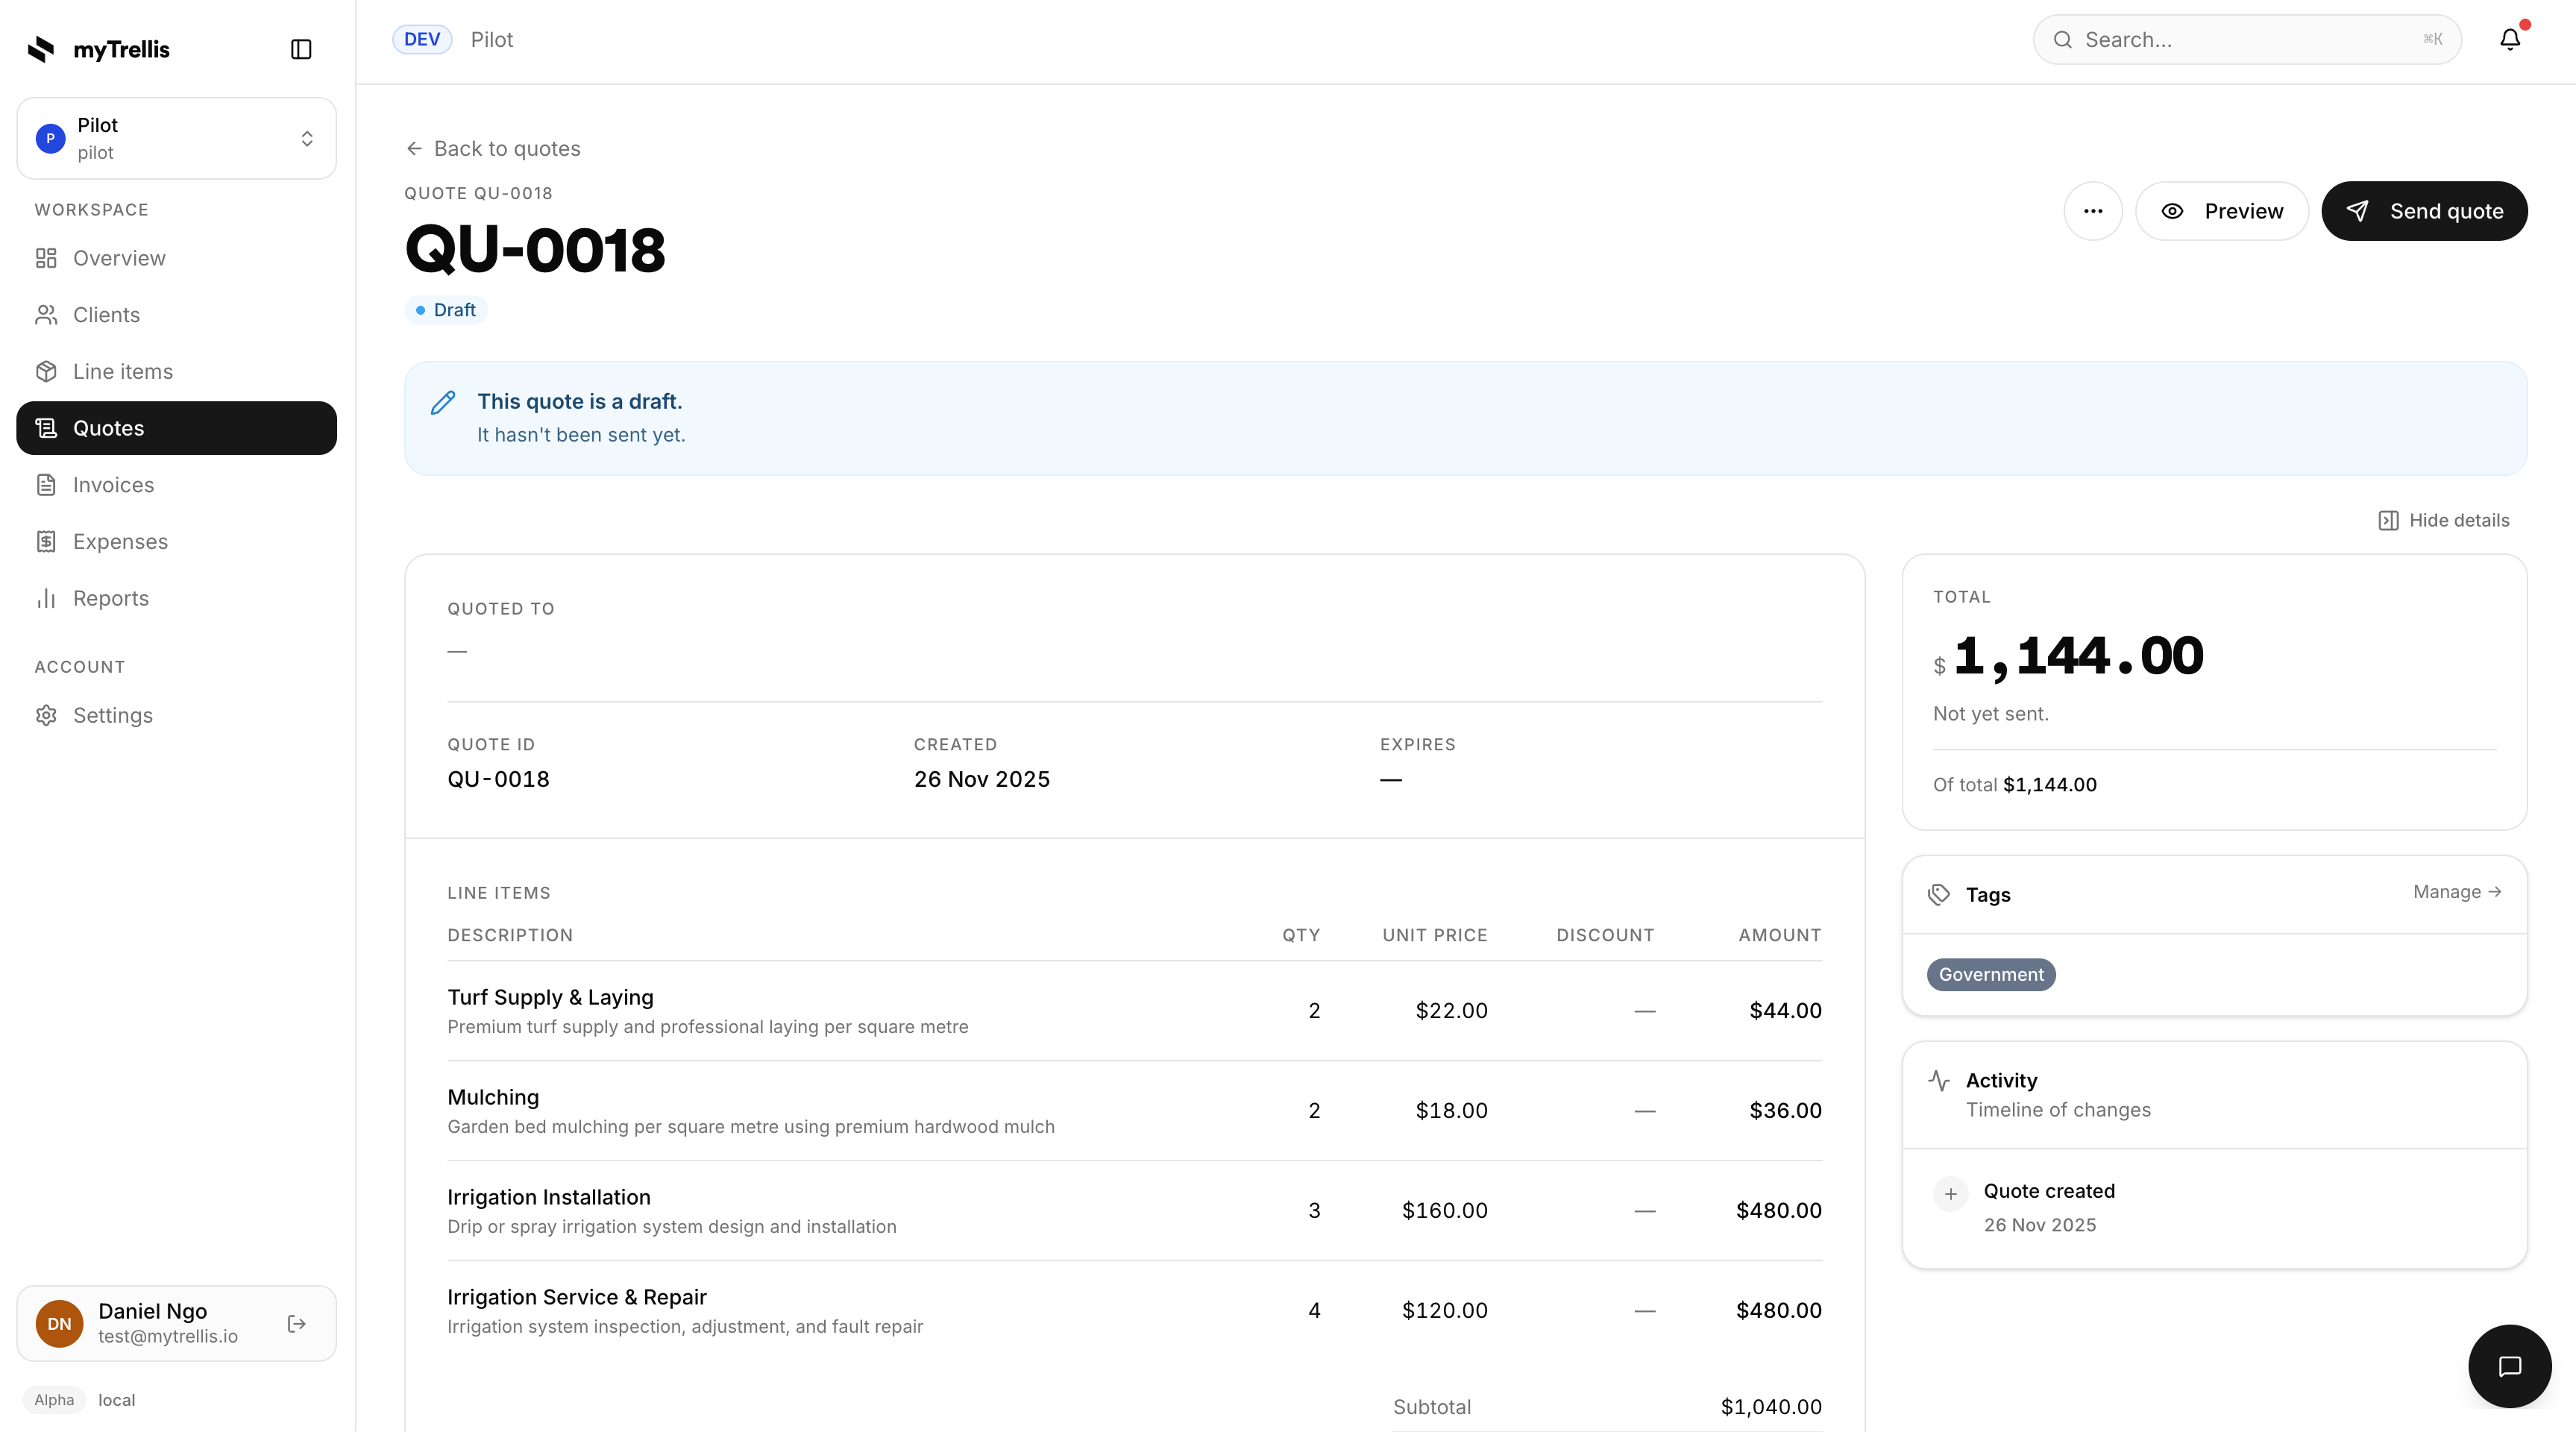 myTrellis
P
Pilot
pilot
WORKSPACE
Overview
Clients
Line items
Quotes
Invoices
Expenses
Reports
ACCOUNT
Settings
DN
Daniel Ngo
test@mytrellis.io
Alpha local
DEV Pilot
Search... ⌘K
Back to quotes
QUOTE QU-0018
QU-0018
Draft
Preview
Send quote
This quote is a draft.
It hasn't been sent yet.
Hide details
QUOTED TO
—
QUOTE ID CREATED EXPIRES
QU-0018 26 Nov 2025 —
LINE ITEMS
DESCRIPTION QTY UNIT PRICE DISCOUNT AMOUNT
Turf Supply & Laying 2 $22.00 — $44.00
Premium turf supply and professional laying per square metre
Mulching 2 $18.00 — $36.00
Garden bed mulching per square metre using premium hardwood mulch
Irrigation Installation 3 $160.00 — $480.00
Drip or spray irrigation system design and installation
Irrigation Service & Repair 4 $120.00 — $480.00
Irrigation system inspection, adjustment, and fault repair
Subtotal $1,040.00
TOTAL
$ 1,144.00
Not yet sent.
Of total $1,144.00
Tags Manage →
Government
Activity
Timeline of changes
Quote created
26 Nov 2025